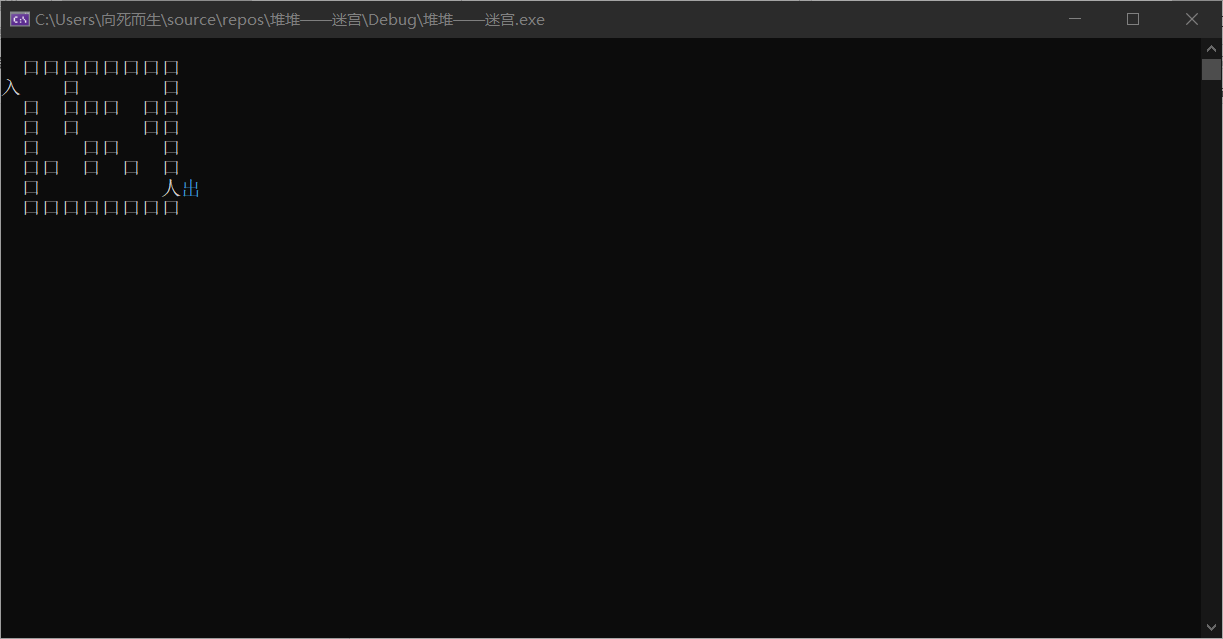 C:\Users\向死而生\source\repos\堆堆——迷宫\Debug\堆堆——迷宫.exe
  口口口口口口口口
入    口        口
  口  口口口  口口
  口  口      口口
  口    口口    口
  口口  口  口  口
  口            人出
  口口口口口口口口